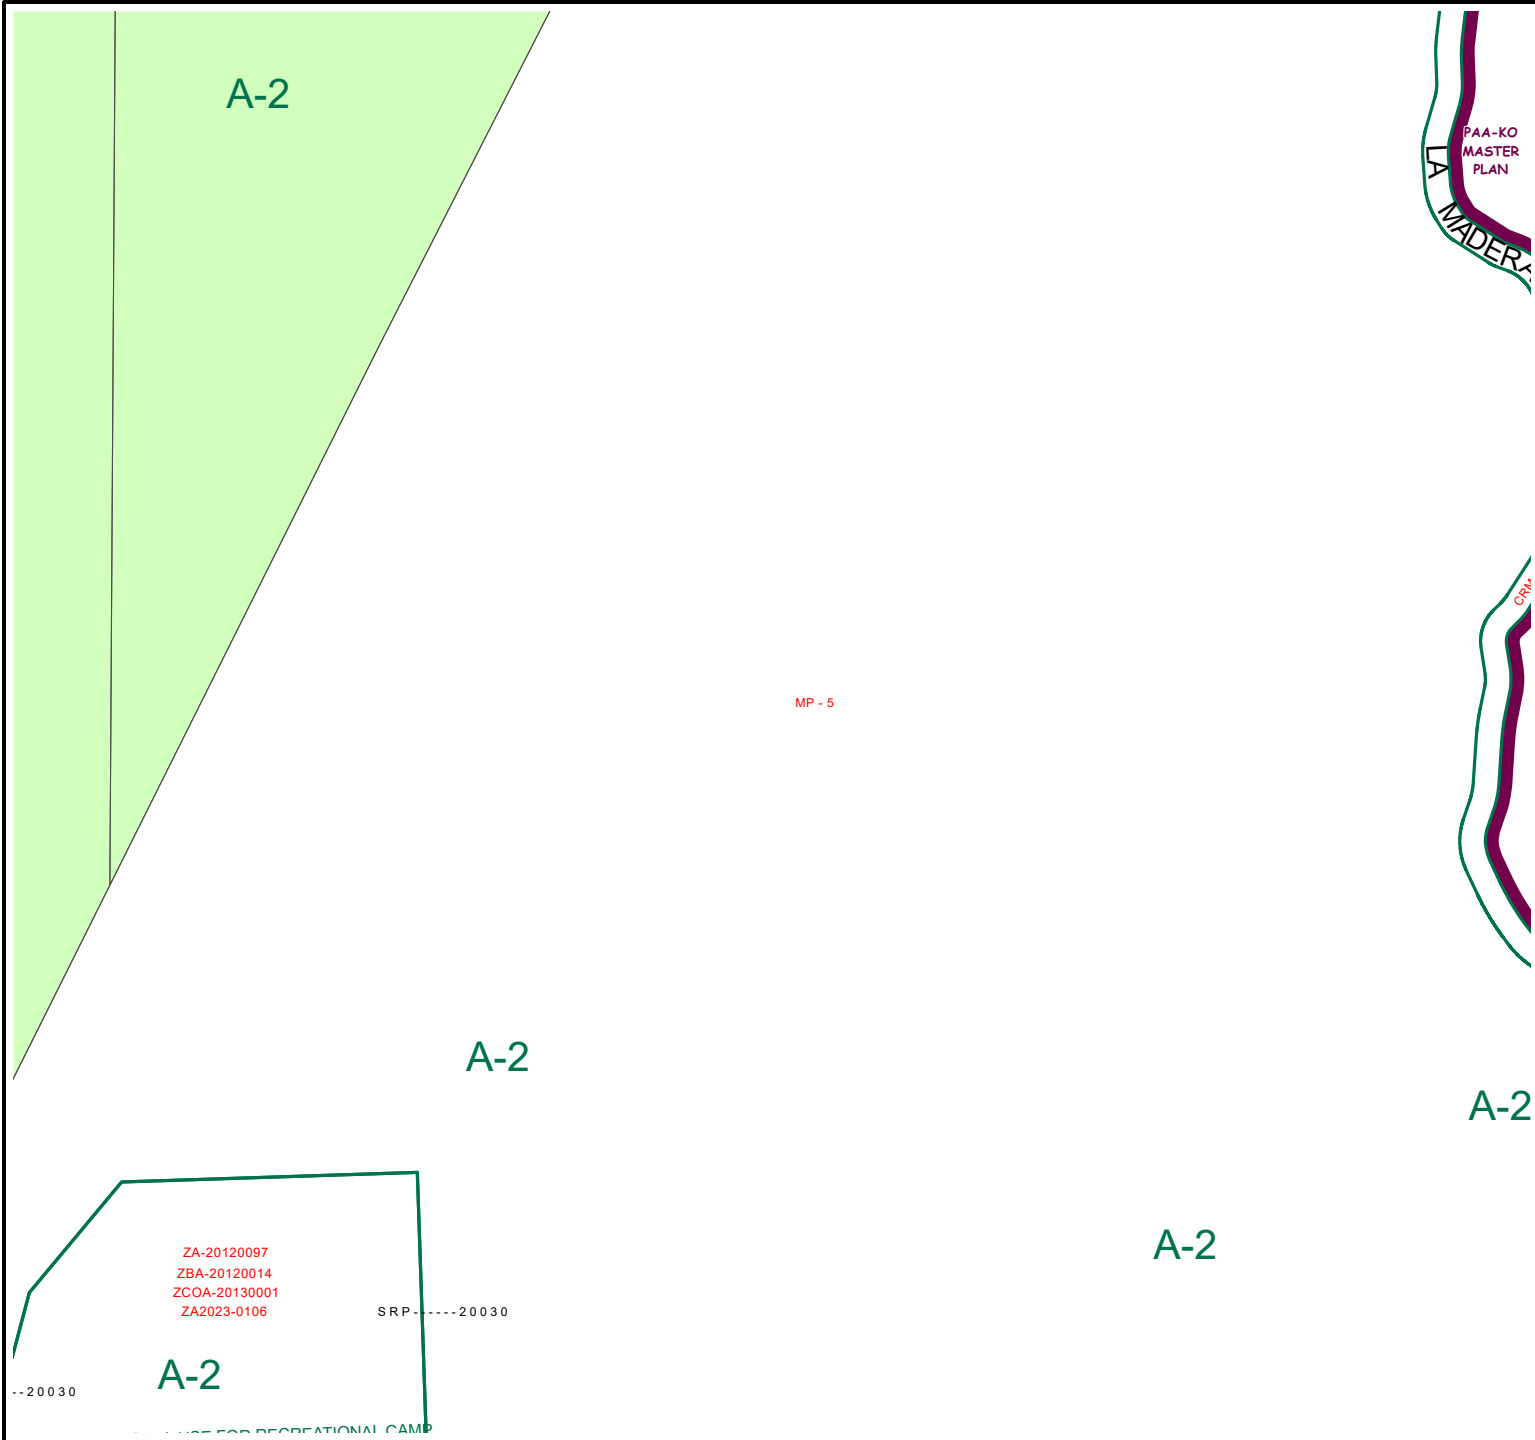 A-2
PAA-KO
MASTER
PLAN
LA MADERA
MP - 5
A-2
A-2
A-2
ZA-20120097
ZBA-20120014
ZCOA-20130001
ZA2023-0106
SRP------20030
A-2
--20030
USE FOR RECREATIONAL CAMP